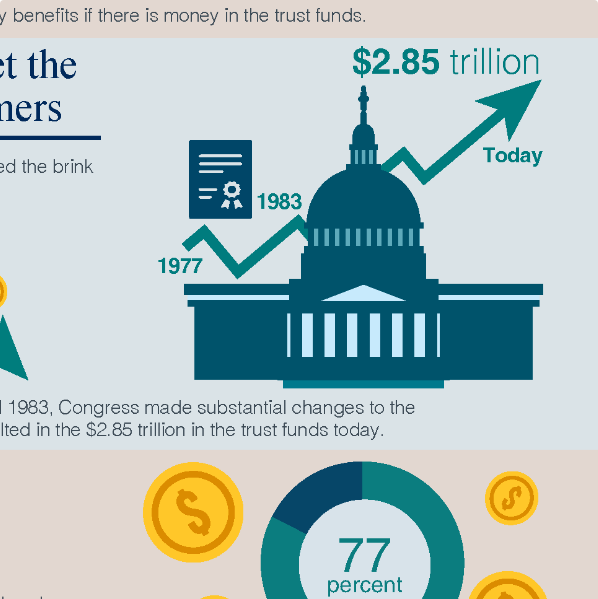 y benefits if there is money in the trust funds.
et the
mers
$2.85 trillion
ed the brink
Today
1983
1977
1983, Congress made substantial changes to the
lted in the $2.85 trillion in the trust funds today.
77
percent